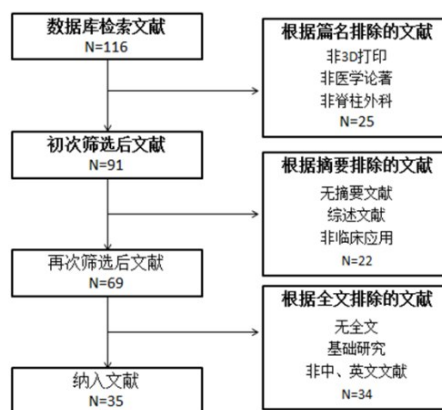 数据库检索文献
N=116
根据篇名排除的文献
非3D打印
非医学论著
非脊柱外科
N=25
初次筛选后文献
N=91
根据摘要排除的文献
无摘要文献
综述文献
非临床应用
N=22
再次筛选后文献
N=69
根据全文排除的文献
无全文
基础研究
非中、英文文献
N=34
纳入文献
N=35